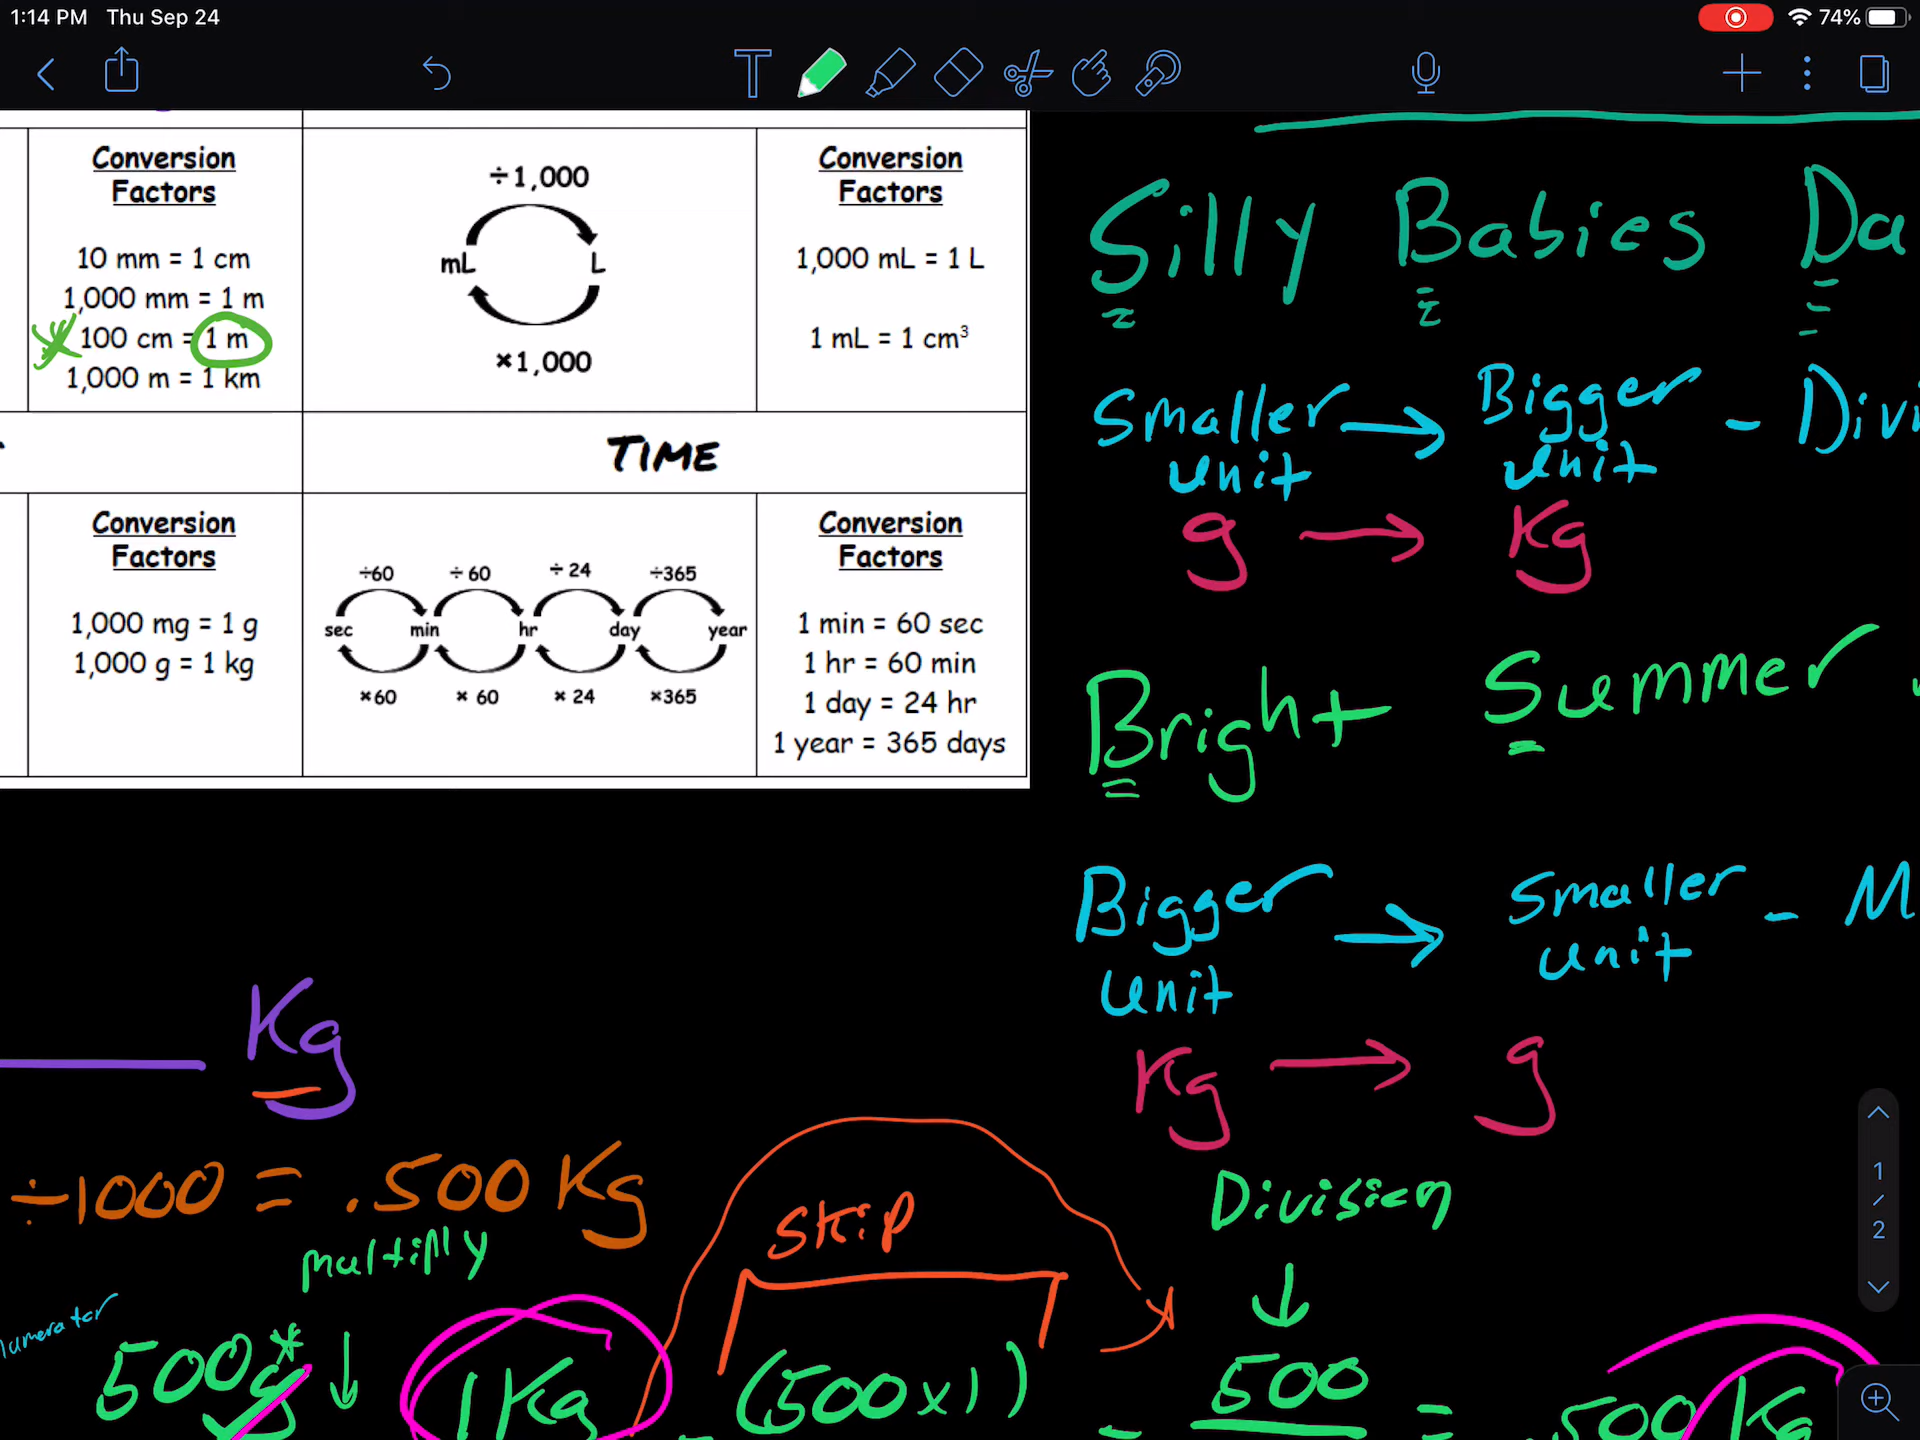 1:14 PM Thu Sep 24
74%
Conversion
Factors
10 mm = 1 cm
1,000 mm = 1 m
100 cm = 1 m
1,000 m = 1 km
÷1,000
mL L
×1,000
Conversion
Factors
1,000 mL = 1 L
1 mL = 1 cm³
TIME
Conversion
Factors
1,000 mg = 1 g
1,000 g = 1 kg
÷60 ÷ 60 ÷ 24 ÷365
sec min hr day year
×60 × 60 × 24 ×365
Conversion
Factors
1 min = 60 sec
1 hr = 60 min
1 day = 24 hr
1 year = 365 days
Silly Babies Da
Smaller unit → Bigger unit - Divi
g → Kg
Bright Summer
Bigger unit → Smaller unit - M
Kg → g
Kg
÷1000 = .500 Kg
multiply
Skip
Division
numerator
500g* ↓ 1Kg = (500x1) = 500 = .500 Kg
1
/
2